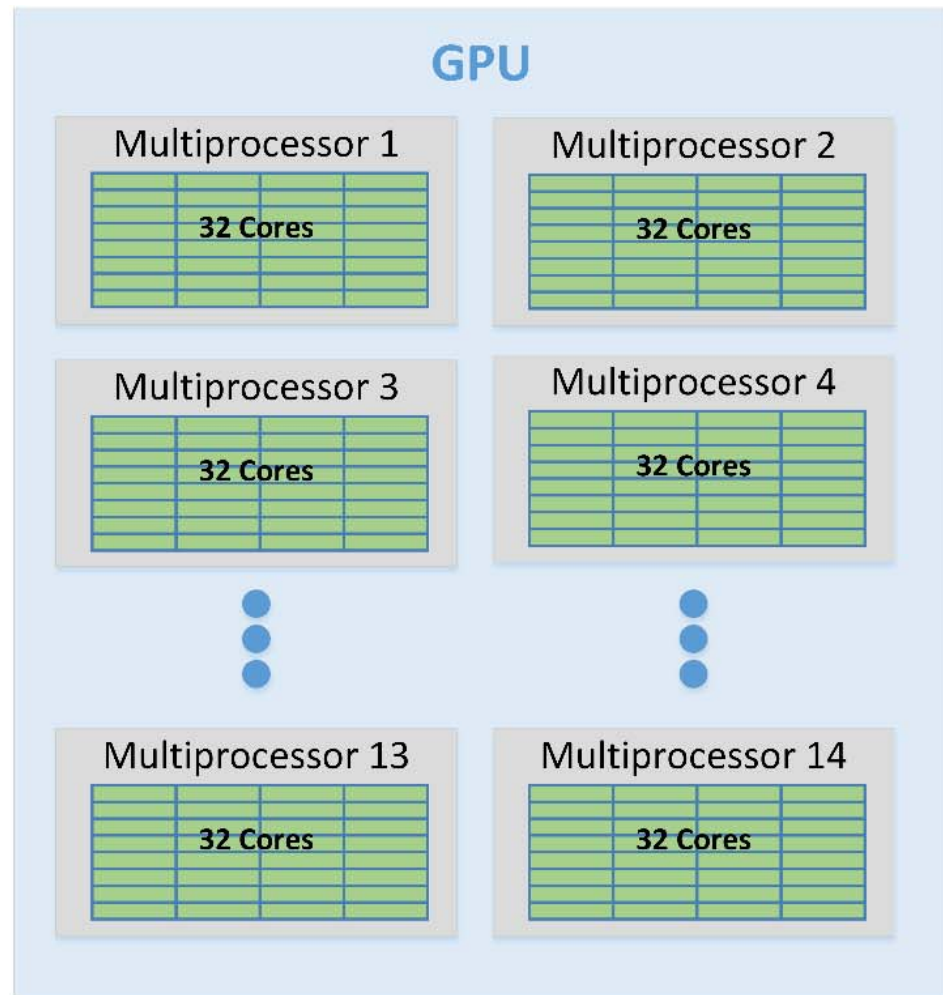 GPU
Multiprocessor 1
32 Cores
Multiprocessor 2
32 Cores
Multiprocessor 3
32 Cores
Multiprocessor 4
32 Cores
Multiprocessor 13
32 Cores
Multiprocessor 14
32 Cores